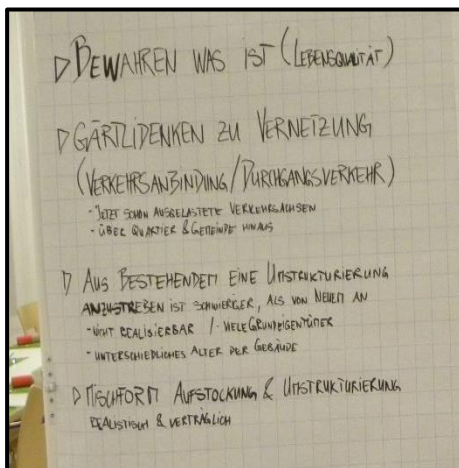 ▷ BEWAHREN WAS IST (LEBENSQUALITÄT)
▷ GÄRTLIDENKEN ZU VERNETZUNG
(VERKEHRSANBINDUNG/DURCHGANGSVERKEHR)
- JETZT SCHON AUSGELASTETE VERKEHRSACHSEN
- ÜBER QUARTIER & GEMEINDE HINAUS
▷ AUS BESTEHENDEM EINE UMSTRUKTURIERUNG
ANZUSTREBEN IST SCHWIERIGER, ALS VON NEUEM AN
- NICHT REALISIERBAR /- VIELE GRUNDEIGENTÜMER
- UNTERSCHIEDLICHES ALTER DER GEBÄUDE
▷ MISCHFORM AUFSTOCKUNG & UMSTRUKTURIERUNG
REALISTISCH & VERTRÄGLICH